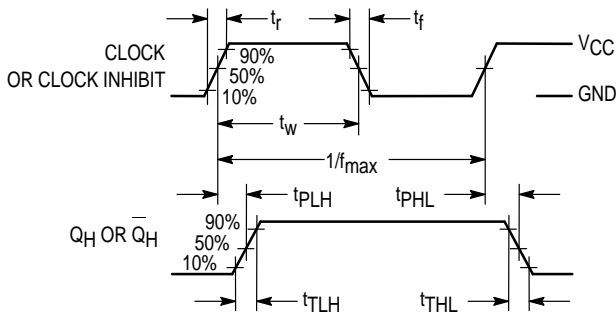 tr
tf
CLOCK
OR CLOCK INHIBIT
90%
50%
10%
VCC
GND
tw
1/fmax
tPLH
tPHL
QH OR Q̅H
90%
50%
10%
tTLH
tTHL